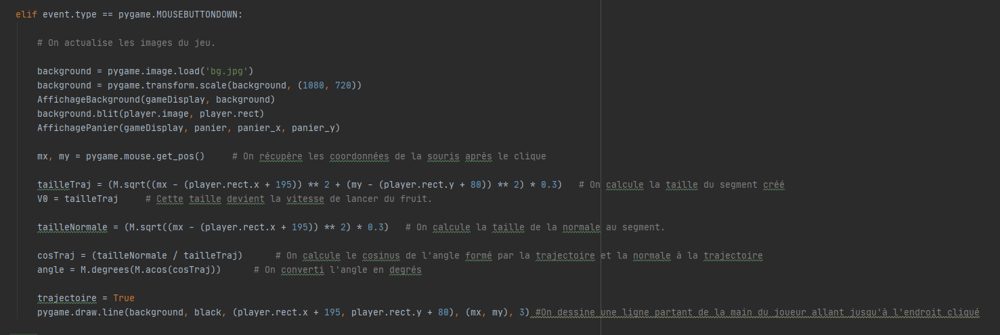 elif event.type == pygame.MOUSEBUTTONDOWN:
# On actualise les images du jeu.
background = pygame.image.load('bg.jpg')
background = pygame.transform.scale(background, (1080, 720))
AffichageBackground(gameDisplay, background)
background.blit(player.image, player.rect)
AffichagePanier(gameDisplay, panier, panier_x, panier_y)
mx, my = pygame.mouse.get_pos()     # On récupère les coordonnées de la souris après le clique
tailleTraj = (M.sqrt((mx - (player.rect.x + 195)) ** 2 + (my - (player.rect.y + 80)) ** 2) * 0.3)   # On calcule la taille du segment créé
V0 = tailleTraj     # Cette taille devient la vitesse de lancer du fruit.
tailleNormale = (M.sqrt((mx - (player.rect.x + 195)) ** 2) * 0.3)   # On calcule la taille de la normale au segment.
cosTraj = (tailleNormale / tailleTraj)      # On calcule le cosinus de l'angle formé par la trajectoire et la normale à la trajectoire
angle = M.degrees(M.acos(cosTraj))      # On converti l'angle en degrés
trajectoire = True
pygame.draw.line(background, black, (player.rect.x + 195, player.rect.y + 80), (mx, my), 3) #On dessine une ligne partant de la main du joueur allant jusqu'à l'endroit cliqué